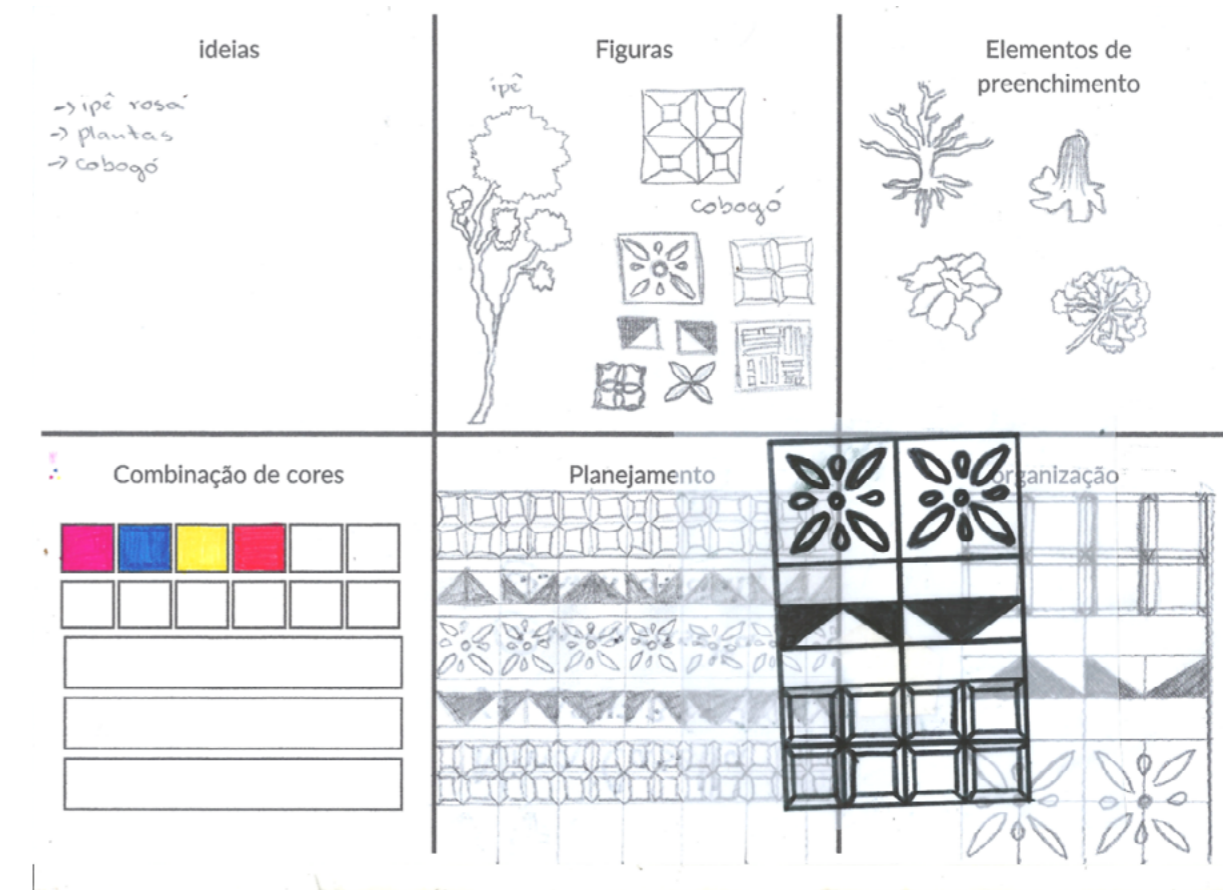 ideias
-> ipê rosa
-> plantas
-> cobogó
Figuras
ipê
cobogó
Elementos de
preenchimento
Combinação de cores
Planejamento
organização